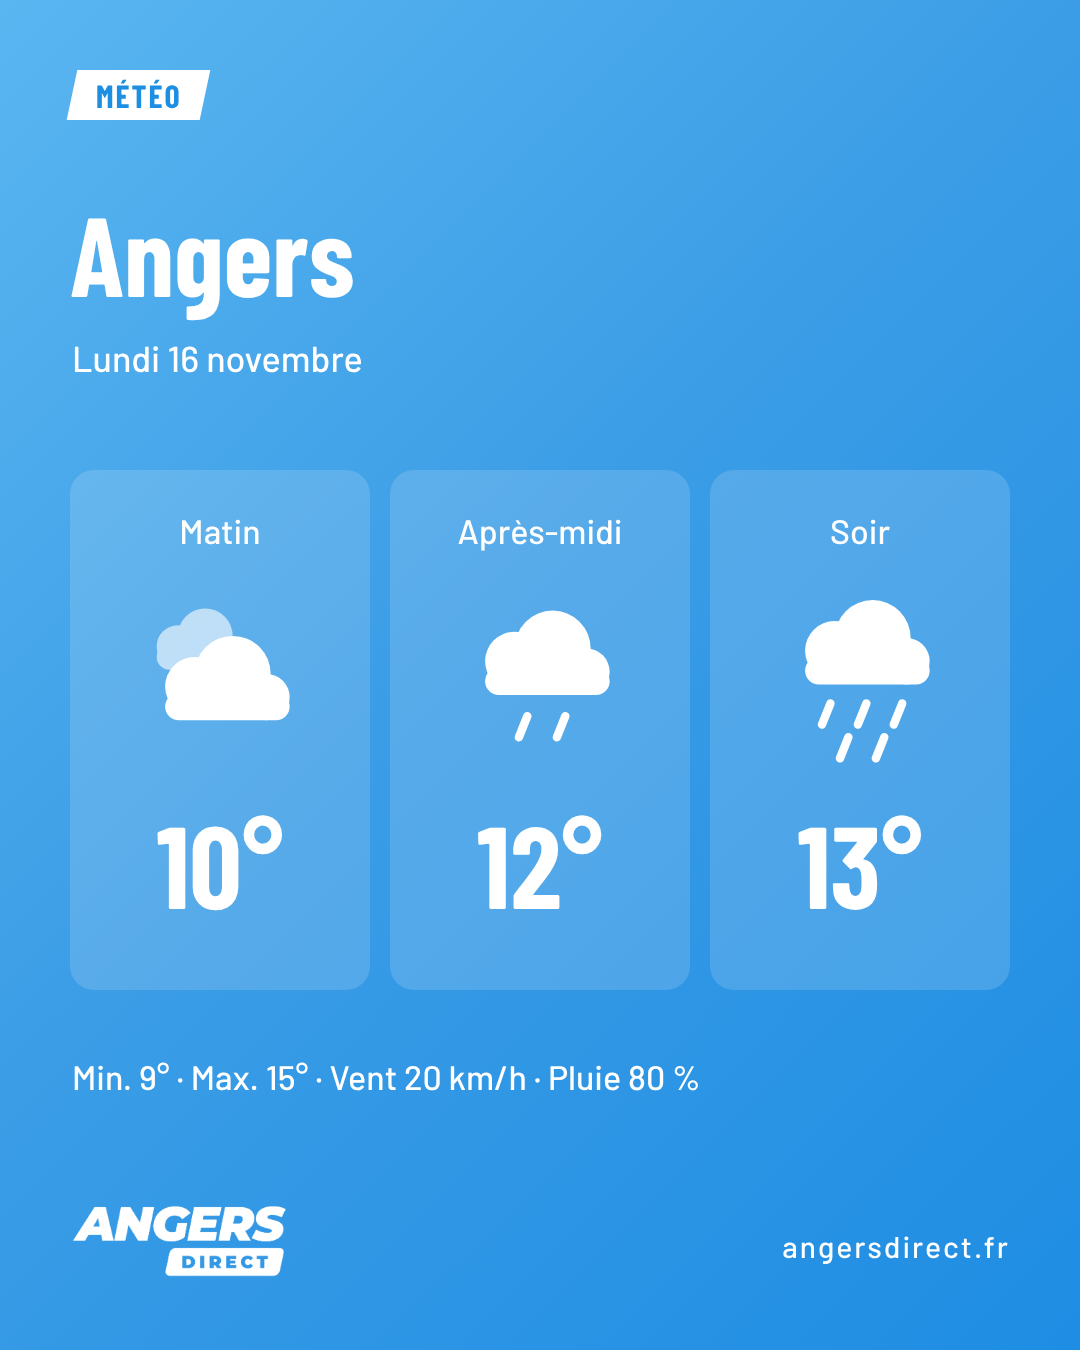 MÉTÉO
Angers
Lundi 16 novembre
Matin
Après-midi
Soir
10°
12°
13°
Min. 9° · Max. 15° · Vent 20 km/h · Pluie 80 %
ANGERS
DIRECT
angersdirect.fr